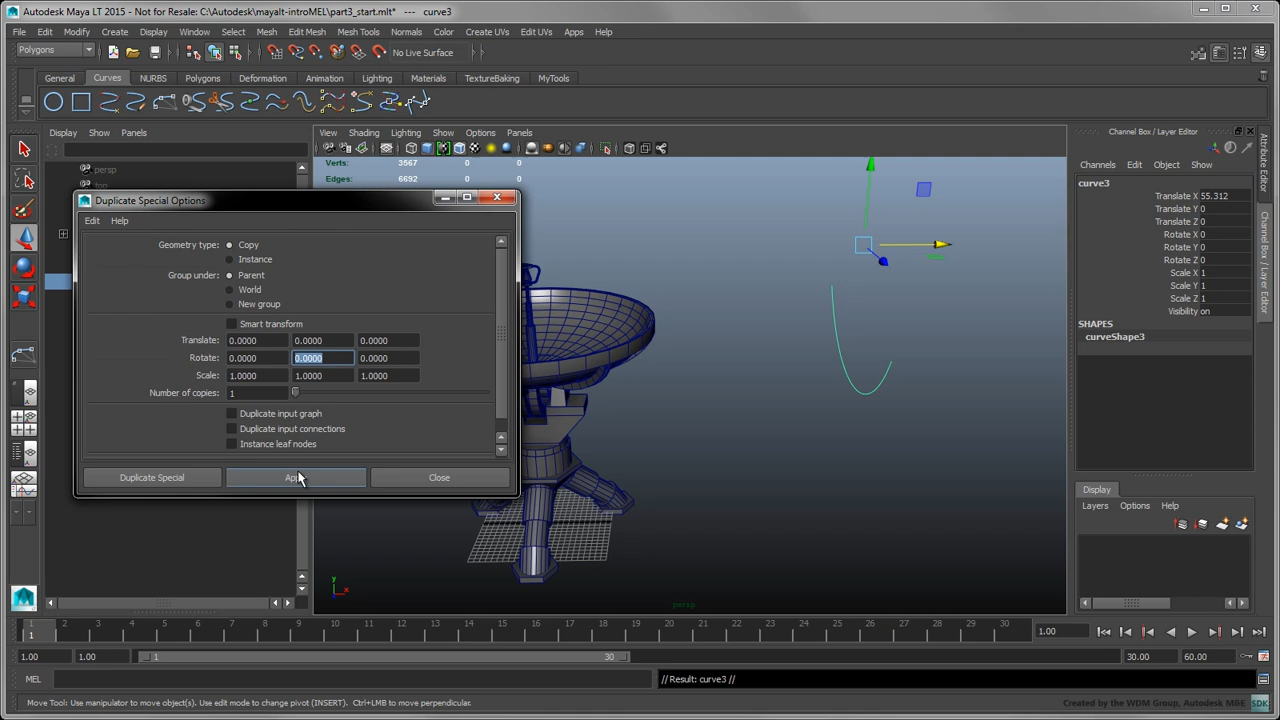 Autodesk Maya LT 2015 - Not for Resale: C:\Autodesk\mayalt-introMEL\part3_start.mlt* --- curve3
File Edit Modify Create Display Window Select Mesh Edit Mesh Mesh Tools Normals Color Create UVs Edit UVs Apps Help
Polygons No Live Surface
General Curves NURBS Polygons Deformation Animation Lighting Materials TextureBaking MyTools
Display Show Panels View Shading Lighting Show Options Panels Channel Box / Layer Editor
persp
top
Verts: 3567 0 0
Edges: 6692 0 0
Channels Edit Object Show
curve3
Translate X 55.312
Translate Y 0
Translate Z 0
Rotate X 0
Rotate Y 0
Rotate Z 0
Scale X 1
Scale Y 1
Scale Z 1
Visibility on
SHAPES
curveShape3
Attribute Editor
Channel Box / Layer Editor
Duplicate Special Options
Edit Help
Geometry type: Copy
Instance
Group under: Parent
World
New group
Smart transform
Translate: 0.0000 0.0000 0.0000
Rotate: 0.0000 0.0000 0.0000
Scale: 1.0000 1.0000 1.0000
Number of copies: 1
Duplicate input graph
Duplicate input connections
Instance leaf nodes
Duplicate Special Close
Display
Layers Options Help
y
x
persp
1 2 3 4 5 6 7 8 9 10 11 12 13 14 15 16 17 18 19 20 21 22 23 24 25 26 27 28 29 30
1 1.00
1.00 1.00 1 30 30.00 60.00
MEL // Result: curve3 //
Move Tool: Use manipulator to move object(s). Use edit mode to change pivot (INSERT). Ctrl+LMB to move perpendicular.
Created by the WDM Group, Autodesk MBE SDK